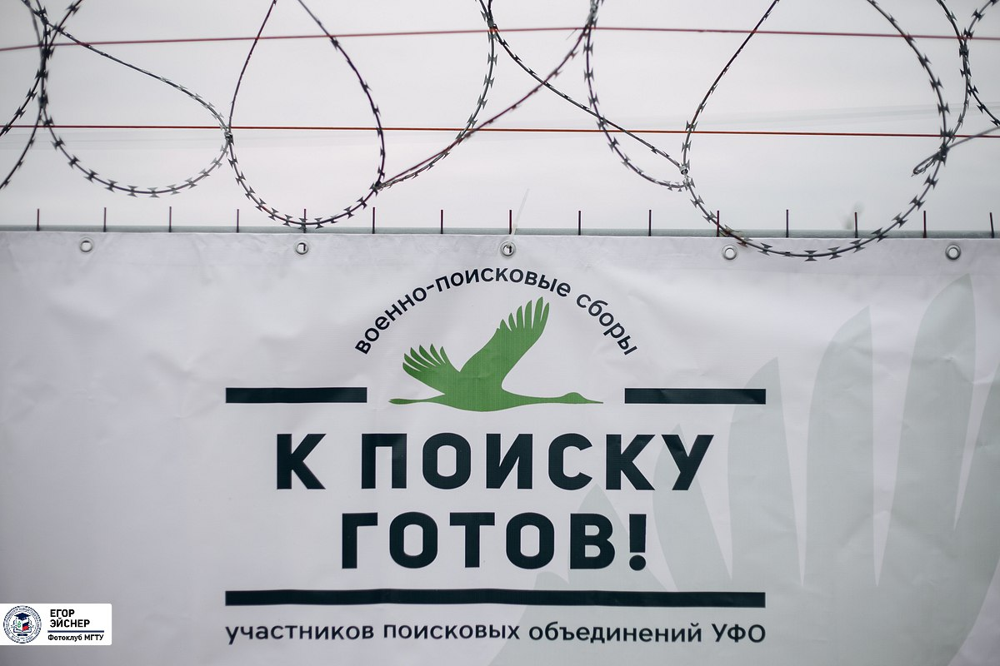 военно-поисковые сборы
К ПОИСКУ
ГОТОВ!
участников поисковых объединений УФО
ЕГОР
ЭЙСНЕР
Фотоклуб МГТУ